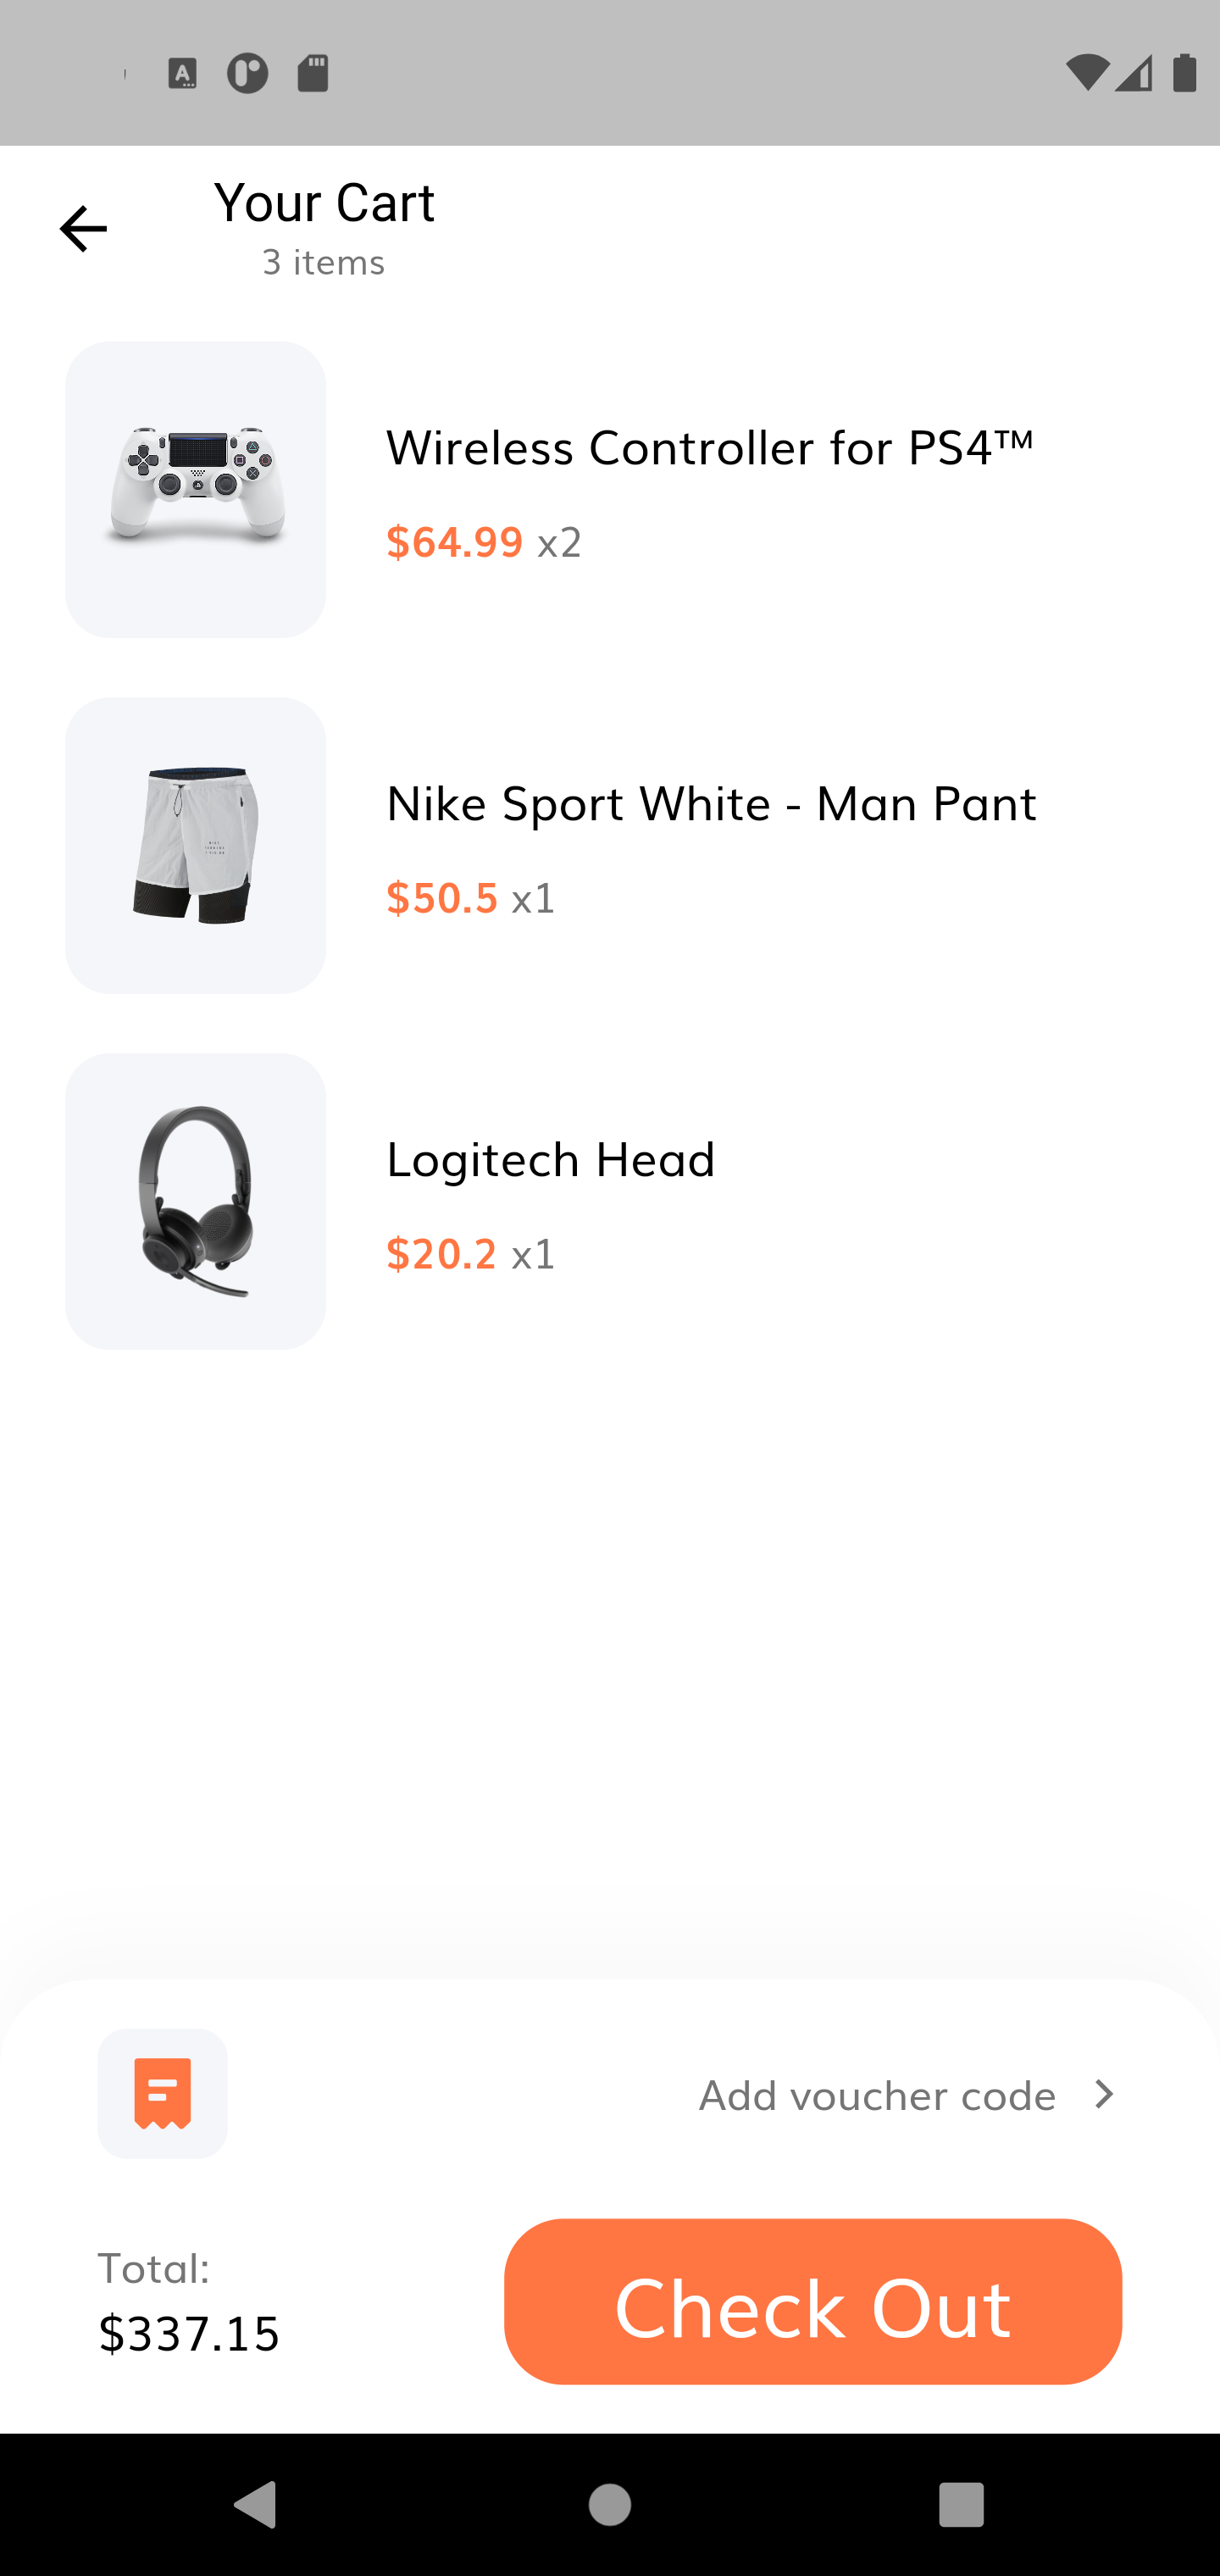 Your Cart
3 items
Wireless Controller for PS4™
$64.99 x2
Nike Sport White - Man Pant
$50.5 x1
Logitech Head
$20.2 x1
Add voucher code
Total:
$337.15
Check Out